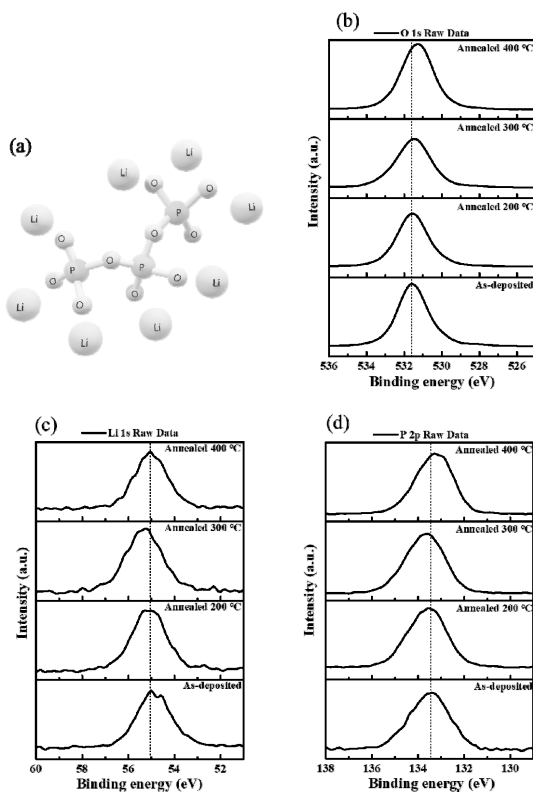 (a)
Li
Li
Li
Li
Li
Li
Li
Li
O
O
P
O
O
O
O
O
P
P
O
O
O
O
(b)
O 1s Raw Data
Annealed 400 °C
Annealed 300 °C
Annealed 200 °C
As-deposited
Intensity (a.u.)
536 534 532 530 528 526
Binding energy (eV)
(c)
Li 1s Raw Data
Annealed 400 °C
Annealed 300 °C
Annealed 200 °C
As-deposited
Intensity (a.u.)
60 58 56 54 52
Binding energy (eV)
(d)
P 2p Raw Data
Annealed 400 °C
Annealed 300 °C
Annealed 200 °C
As-deposited
Intensity (a.u.)
138 136 134 132 130
Binding energy (eV)